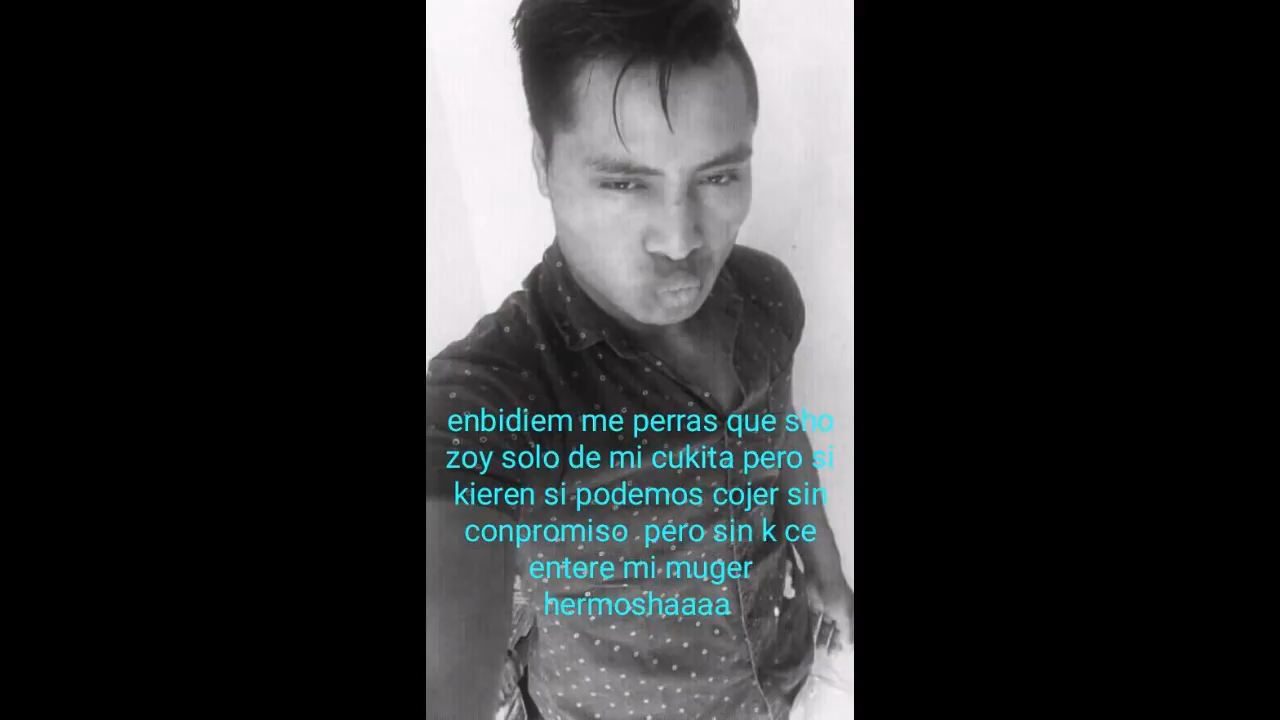 enbidiem me perras que sho
zoy solo de mi cukita pero si
kieren si podemos cojer sin
conpromiso pero sin k ce
entere mi muger
hermoshaaaa